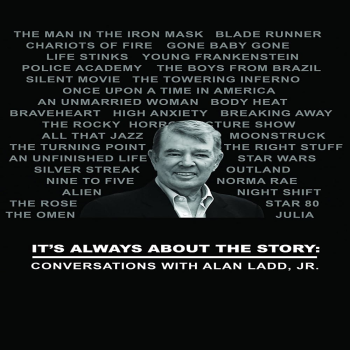 THE MAN IN THE IRON MASK BLADE RUNNER
CHARIOTS OF FIRE GONE BABY GONE
LIFE STINKS YOUNG FRANKENSTEIN
POLICE ACADEMY THE BOYS FROM BRAZIL
SILENT MOVIE THE TOWERING INFERNO
ONCE UPON A TIME IN AMERICA
AN UNMARRIED WOMAN BODY HEAT
BRAVEHEART HIGH ANXIETY BREAKING AWAY
THE ROCKY HORR CTURE SHOW
ALL THAT JAZZ MOONSTRUCK
THE TURNING POINT THE RIGHT STUFF
AN UNFINISHED LIFE STAR WARS
SILVER STREAK OUTLAND
NINE TO FIVE NORMA RAE
ALIEN NIGHT SHIFT
THE ROSE STAR 80
THE OMEN JULIA
IT'S ALWAYS ABOUT THE STORY:
CONVERSATIONS WITH ALAN LADD, JR.